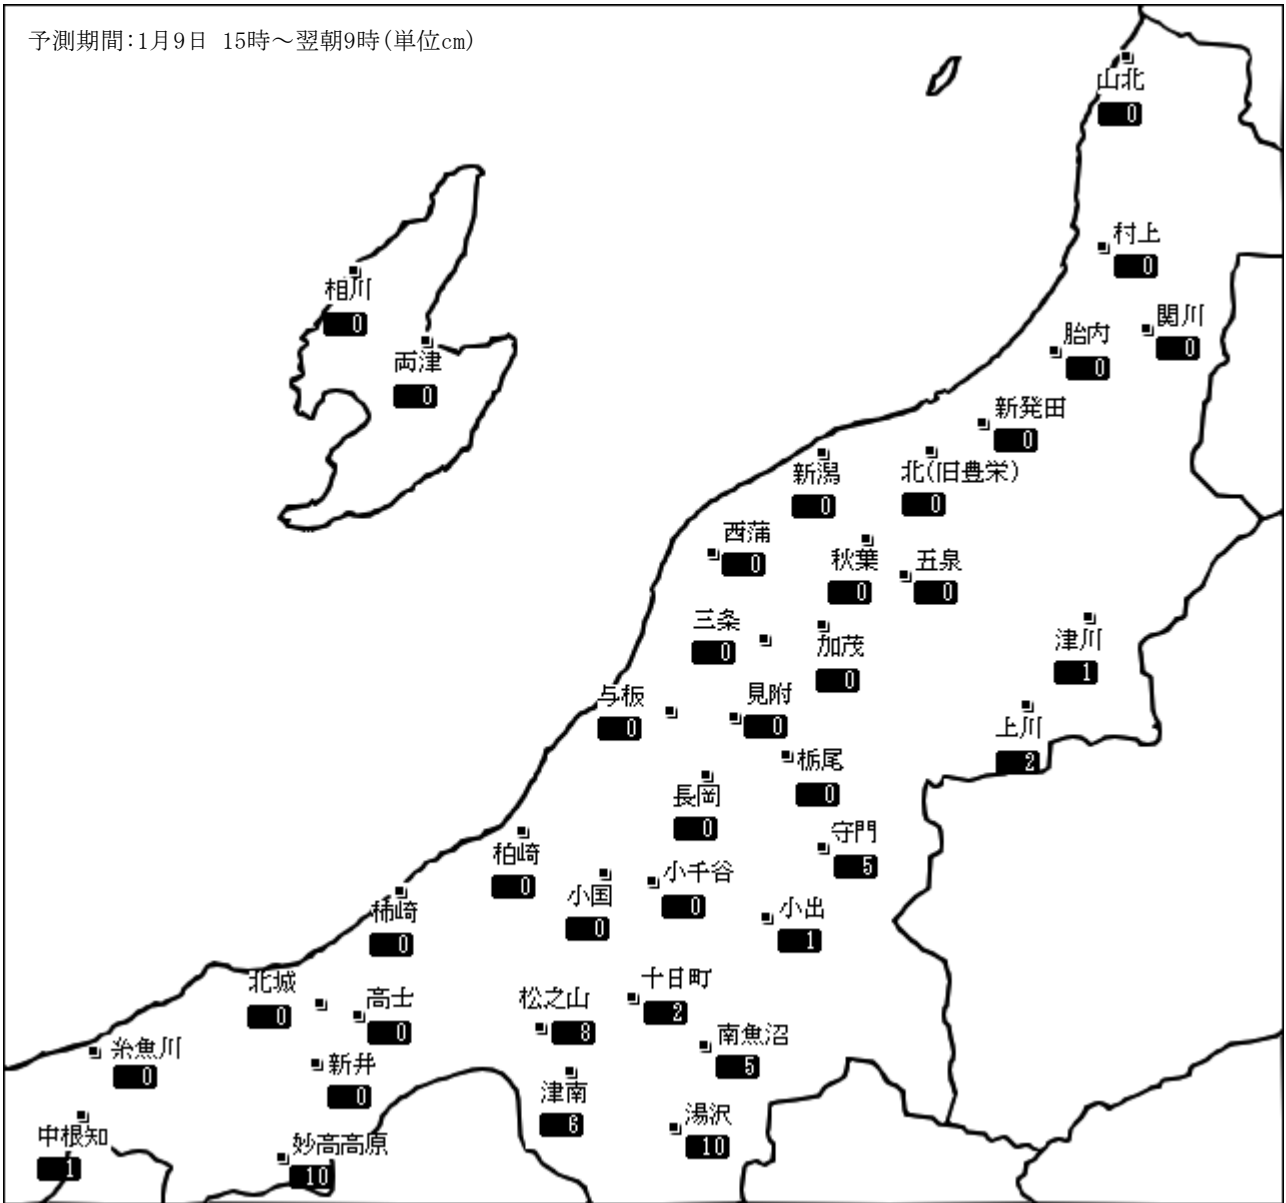 予測期間:1月9日 15時～翌朝9時(単位cm)
山北
0
村上
0
相川
0
関川
0
胎内
0
両津
0
新発田
0
新潟
0
北(旧豊栄)
0
西蒲
0
秋葉
0
五泉
0
三条
0
加茂
0
津川
1
与板
0
見附
0
上川
2
栃尾
0
長岡
0
守門
5
柏崎
0
小千谷
0
小国
0
小出
1
柿崎
0
北城
0
高士
0
松之山
8
十日町
2
南魚沼
5
糸魚川
0
新井
0
津南
6
湯沢
10
中根知
1
妙高高原
10